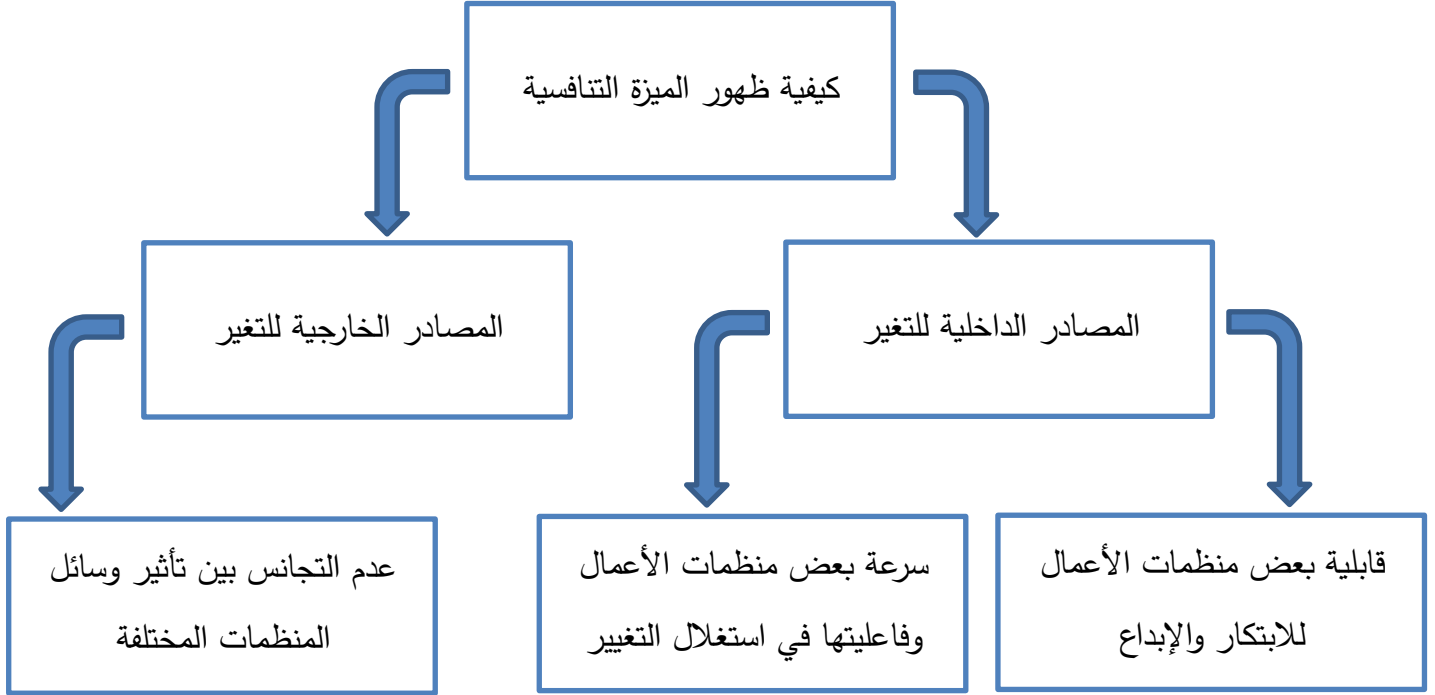 كيفية ظهور الميزة التنافسية
المصادر الداخلية للتغير
المصادر الخارجية للتغير
قابلية بعض منظمات الأعمال
للابتكار والإبداع
سرعة بعض منظمات الأعمال
وفاعليتها في استغلال التغيير
عدم التجانس بين تأثير وسائل
المنظمات المختلفة